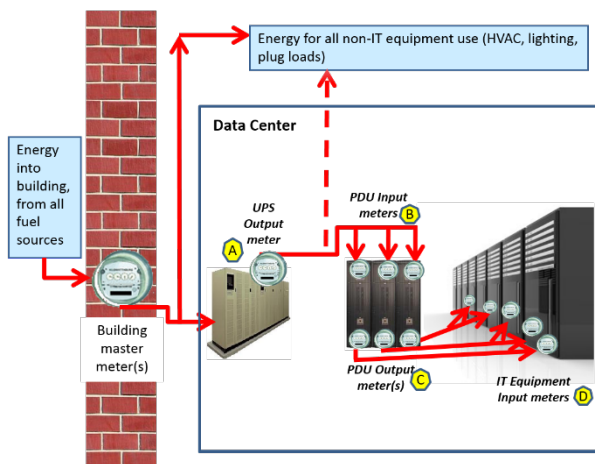 Energy for all non-IT equipment use (HVAC, lighting,
plug loads)
Data Center
Energy
into
building,
from all
fuel
sources
UPS
Output
meter
A
PDU Input
meters
B
Building
master
meter(s)
PDU Output
meter(s)
C
IT Equipment
Input meters
D